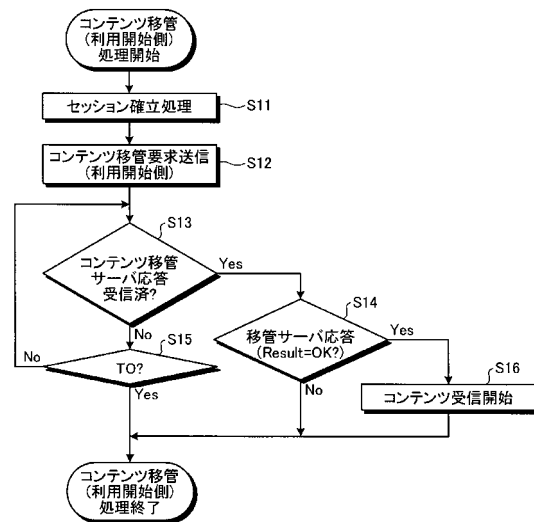 コンテンツ移管
(利用開始側)
処理開始
セッション確立処理
S11
コンテンツ移管要求送信
(利用開始側)
S12
S13
コンテンツ移管
サーバ応答
受信済?
Yes
No
S14
移管サーバ応答
(Result=OK?)
Yes
No
S15
TO?
No
Yes
S16
コンテンツ受信開始
コンテンツ移管
(利用開始側)
処理終了